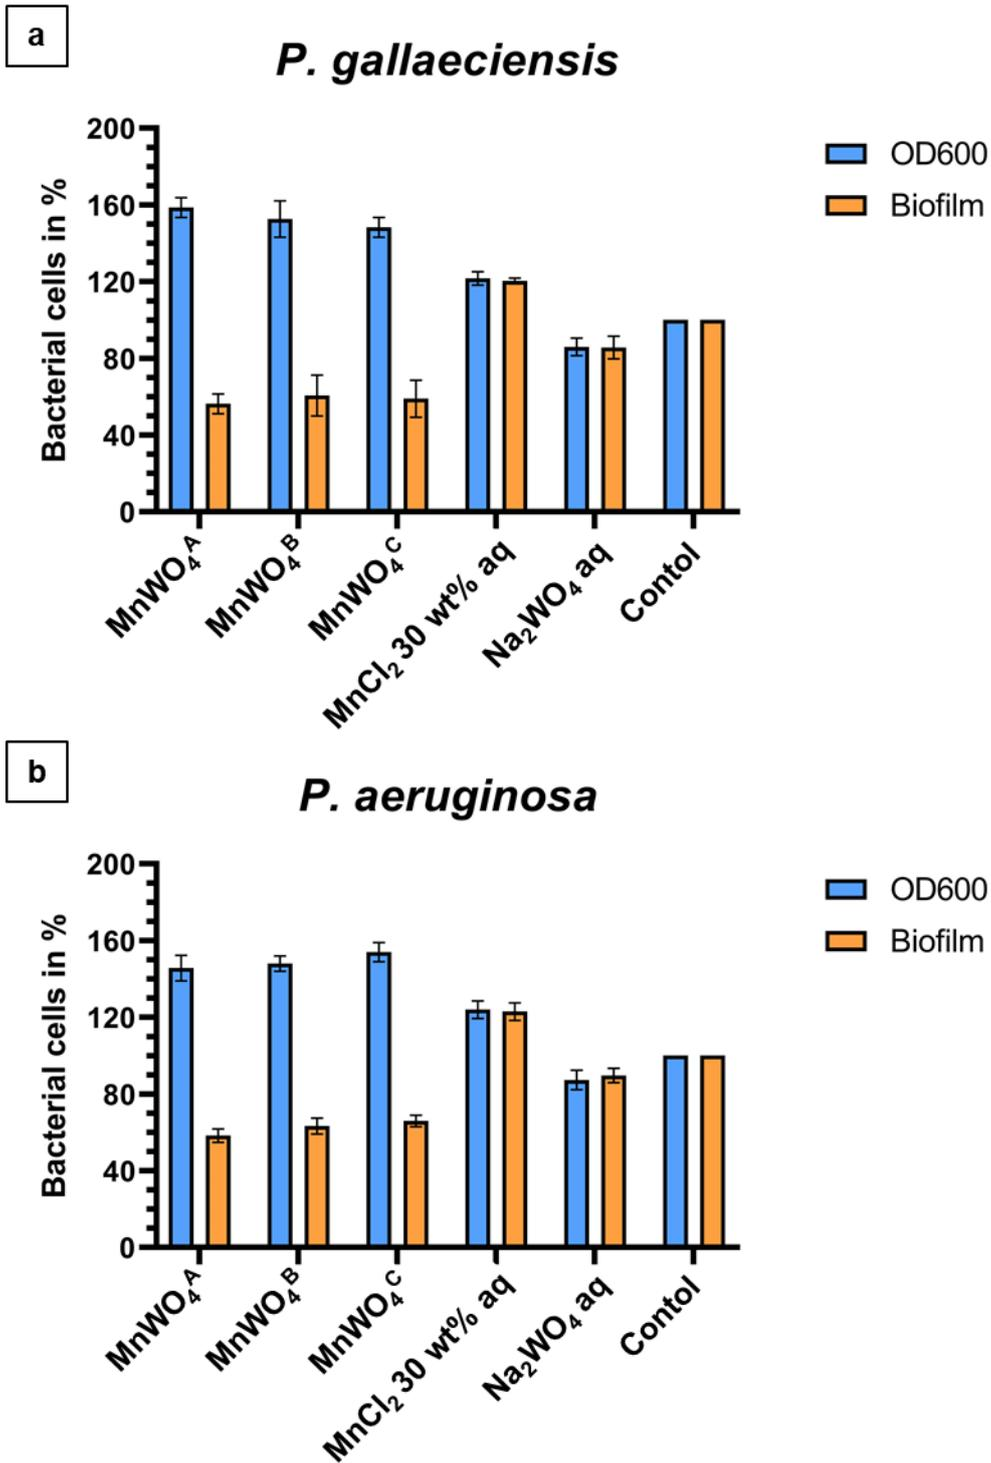 a
P. gallaeciensis
Bacterial cells in %
200
160
120
80
40
0
OD600
Biofilm
MnWO₄ᴬ
MnWO₄ᴮ
MnWO₄ᶜ
MnCl₂ 30 wt% aq
Na₂WO₄ aq
Contol
b
P. aeruginosa
Bacterial cells in %
200
160
120
80
40
0
OD600
Biofilm
MnWO₄ᴬ
MnWO₄ᴮ
MnWO₄ᶜ
MnCl₂ 30 wt% aq
Na₂WO₄ aq
Contol